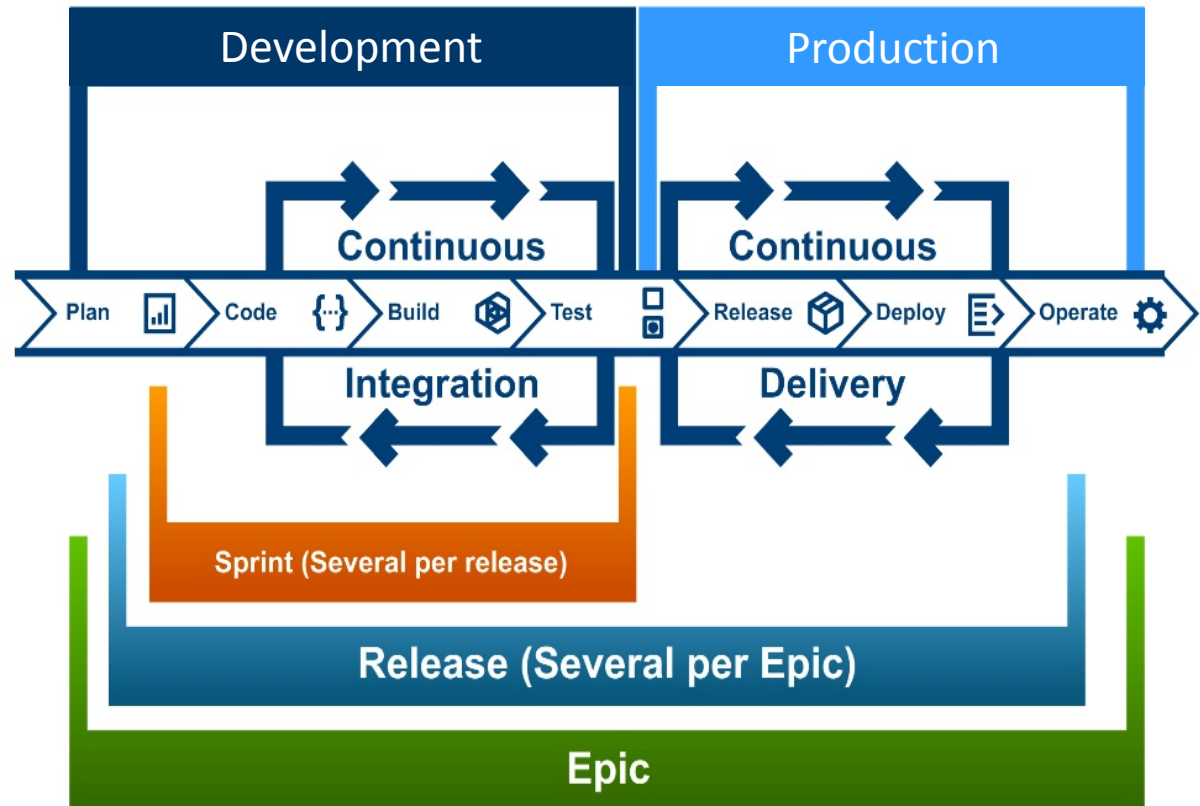 Development
Production
Continuous
Continuous
Plan
Code
{···}
Build
Test
Release
Deploy
Operate
Integration
Delivery
Sprint (Several per release)
Release (Several per Epic)
Epic